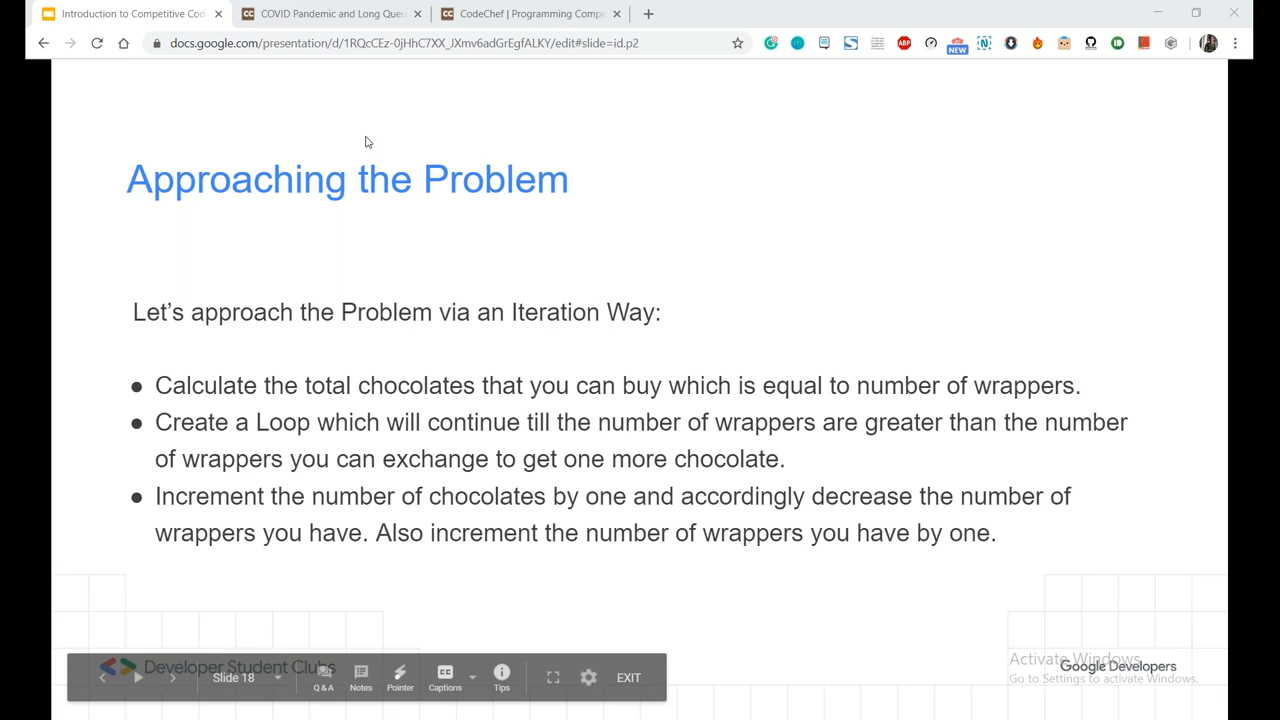 Introduction to Competitive Cod
COVID Pandemic and Long Queu
CodeChef | Programming Compe
docs.google.com/presentation/d/1RQcCEz-0jHhC7XX_JXmv6adGrEgfALKY/edit#slide=id.p2
ABP
NEW
Approaching the Problem
Let's approach the Problem via an Iteration Way:
● Calculate the total chocolates that you can buy which is equal to number of wrappers.
● Create a Loop which will continue till the number of wrappers are greater than the number
of wrappers you can exchange to get one more chocolate.
● Increment the number of chocolates by one and accordingly decrease the number of
wrappers you have. Also increment the number of wrappers you have by one.
Developer Student Clubs
Slide 18
Q & A
Notes
Pointer
Captions
Tips
EXIT
Activate Windows
Google Developers
Go to Settings to activate Windows.